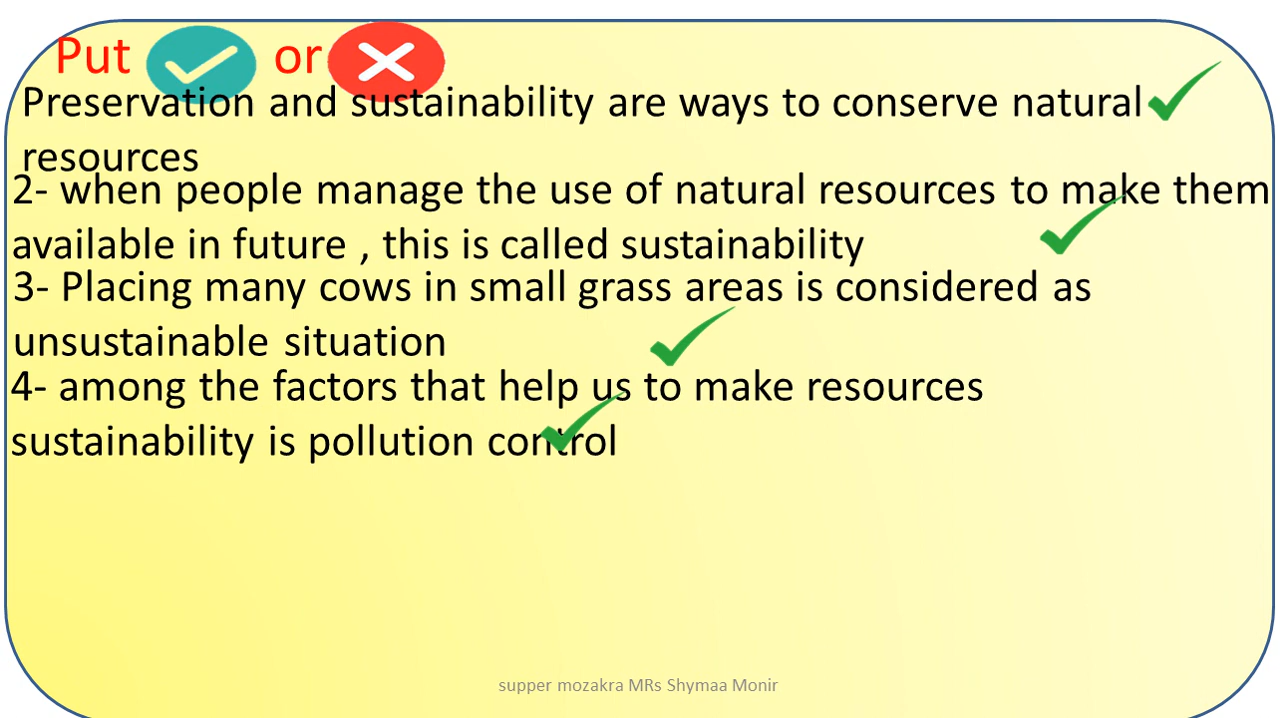 Put or
Preservation and sustainability are ways to conserve natural
resources
2- when people manage the use of natural resources to make them
available in future , this is called sustainability
3- Placing many cows in small grass areas is considered as
unsustainable situation
4- among the factors that help us to make resources
sustainability is pollution control
supper mozakra MRs Shymaa Monir